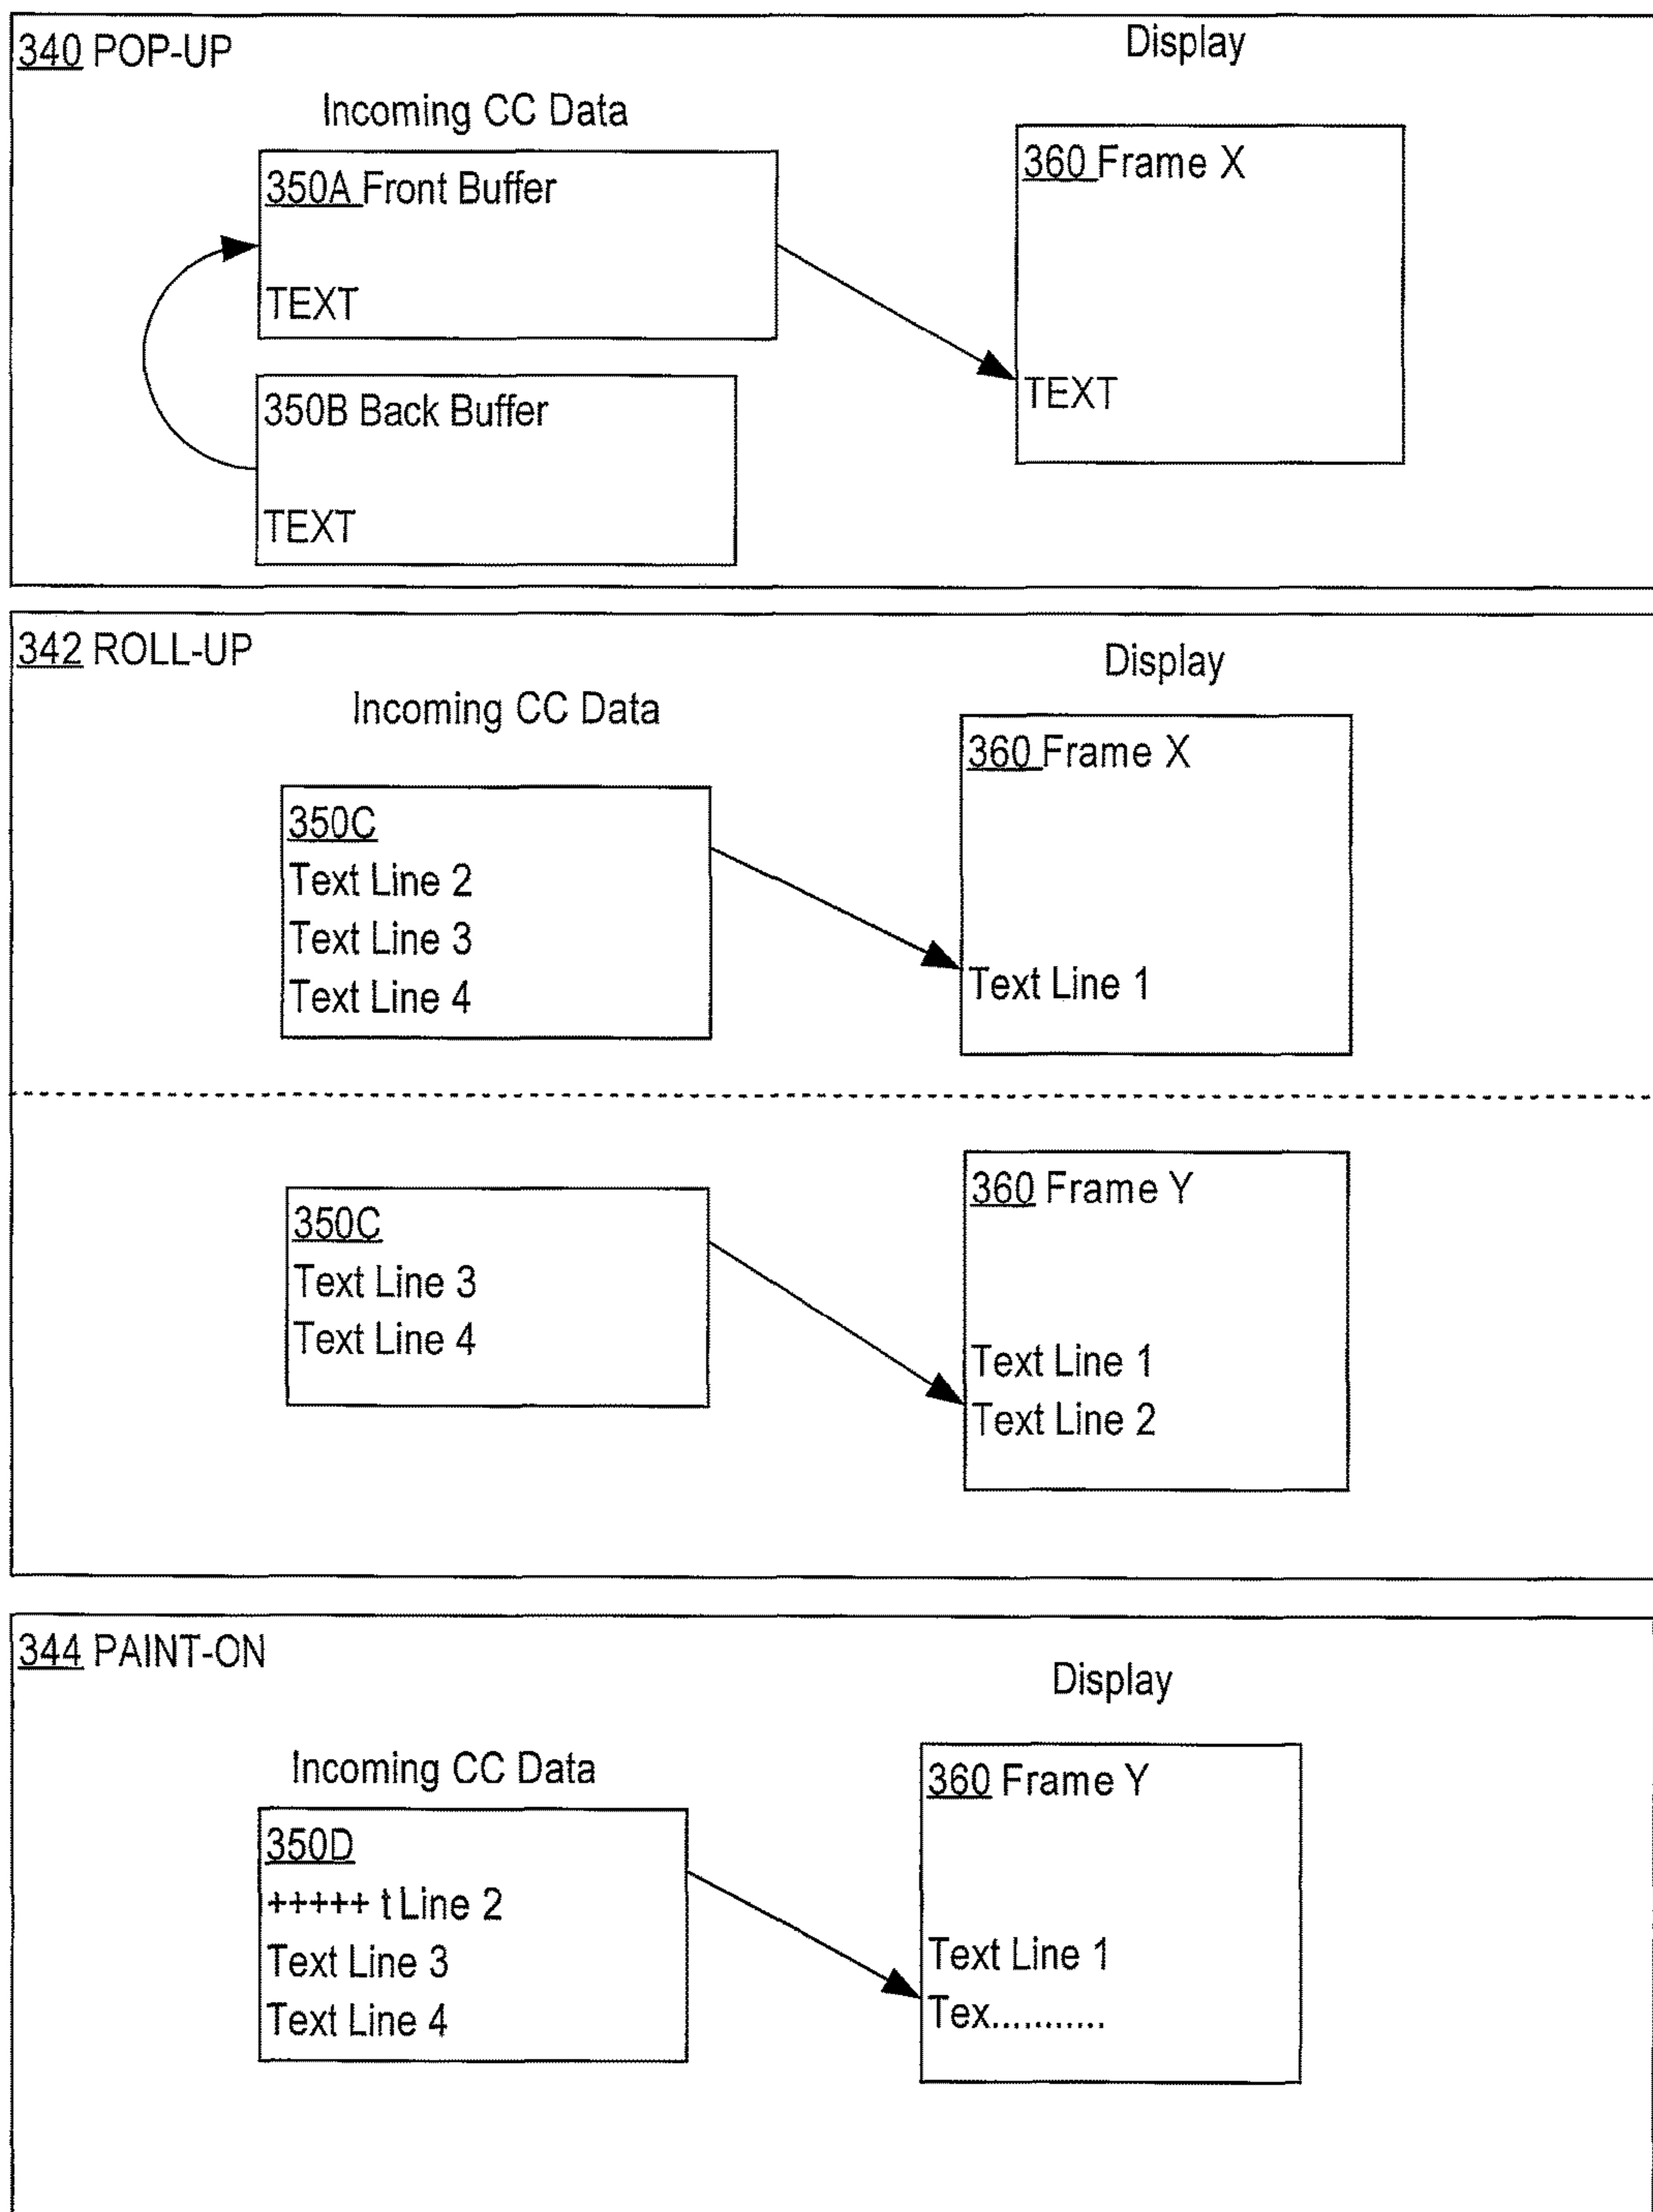 340 POP-UP
Display
Incoming CC Data
350A Front Buffer
TEXT
360 Frame X
TEXT
350B Back Buffer
TEXT
342 ROLL-UP
Display
Incoming CC Data
350C
Text Line 2
Text Line 3
Text Line 4
360 Frame X
Text Line 1
350C
Text Line 3
Text Line 4
360 Frame Y
Text Line 1
Text Line 2
344 PAINT-ON
Display
Incoming CC Data
350D
+++++ t Line 2
Text Line 3
Text Line 4
360 Frame Y
Text Line 1
Tex...........